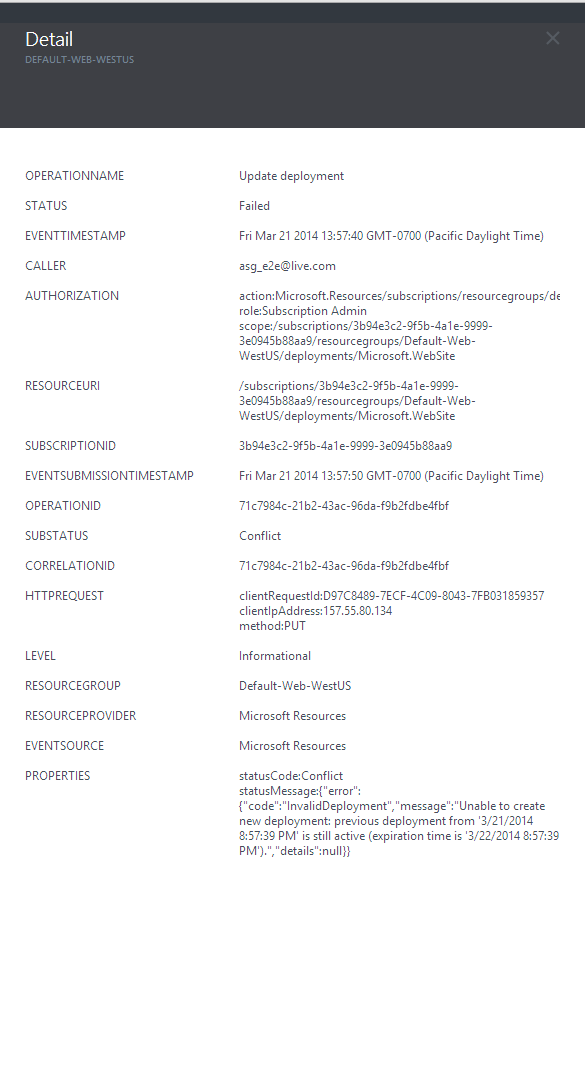 Detail
DEFAULT-WEB-WESTUS
OPERATIONNAME Update deployment
STATUS Failed
EVENTTIMESTAMP Fri Mar 21 2014 13:57:40 GMT-0700 (Pacific Daylight Time)
CALLER asg_e2e@live.com
AUTHORIZATION action:Microsoft.Resources/subscriptions/resourcegroups/de
role:Subscription Admin
scope:/subscriptions/3b94e3c2-9f5b-4a1e-9999-
3e0945b88aa9/resourcegroups/Default-Web-
WestUS/deployments/Microsoft.WebSite
RESOURCEURI /subscriptions/3b94e3c2-9f5b-4a1e-9999-
3e0945b88aa9/resourcegroups/Default-Web-
WestUS/deployments/Microsoft.WebSite
SUBSCRIPTIONID 3b94e3c2-9f5b-4a1e-9999-3e0945b88aa9
EVENTSUBMISSIONTIMESTAMP Fri Mar 21 2014 13:57:50 GMT-0700 (Pacific Daylight Time)
OPERATIONID 71c7984c-21b2-43ac-96da-f9b2fdbe4fbf
SUBSTATUS Conflict
CORRELATIONID 71c7984c-21b2-43ac-96da-f9b2fdbe4fbf
HTTPREQUEST clientRequestId:D97C8489-7ECF-4C09-8043-7FB031859357
clientIpAddress:157.55.80.134
method:PUT
LEVEL Informational
RESOURCEGROUP Default-Web-WestUS
RESOURCEPROVIDER Microsoft Resources
EVENTSOURCE Microsoft Resources
PROPERTIES statusCode:Conflict
statusMessage:{"error":
{"code":"InvalidDeployment","message":"Unable to create
new deployment: previous deployment from '3/21/2014
8:57:39 PM' is still active (expiration time is '3/22/2014 8:57:39
PM').","details":null}}